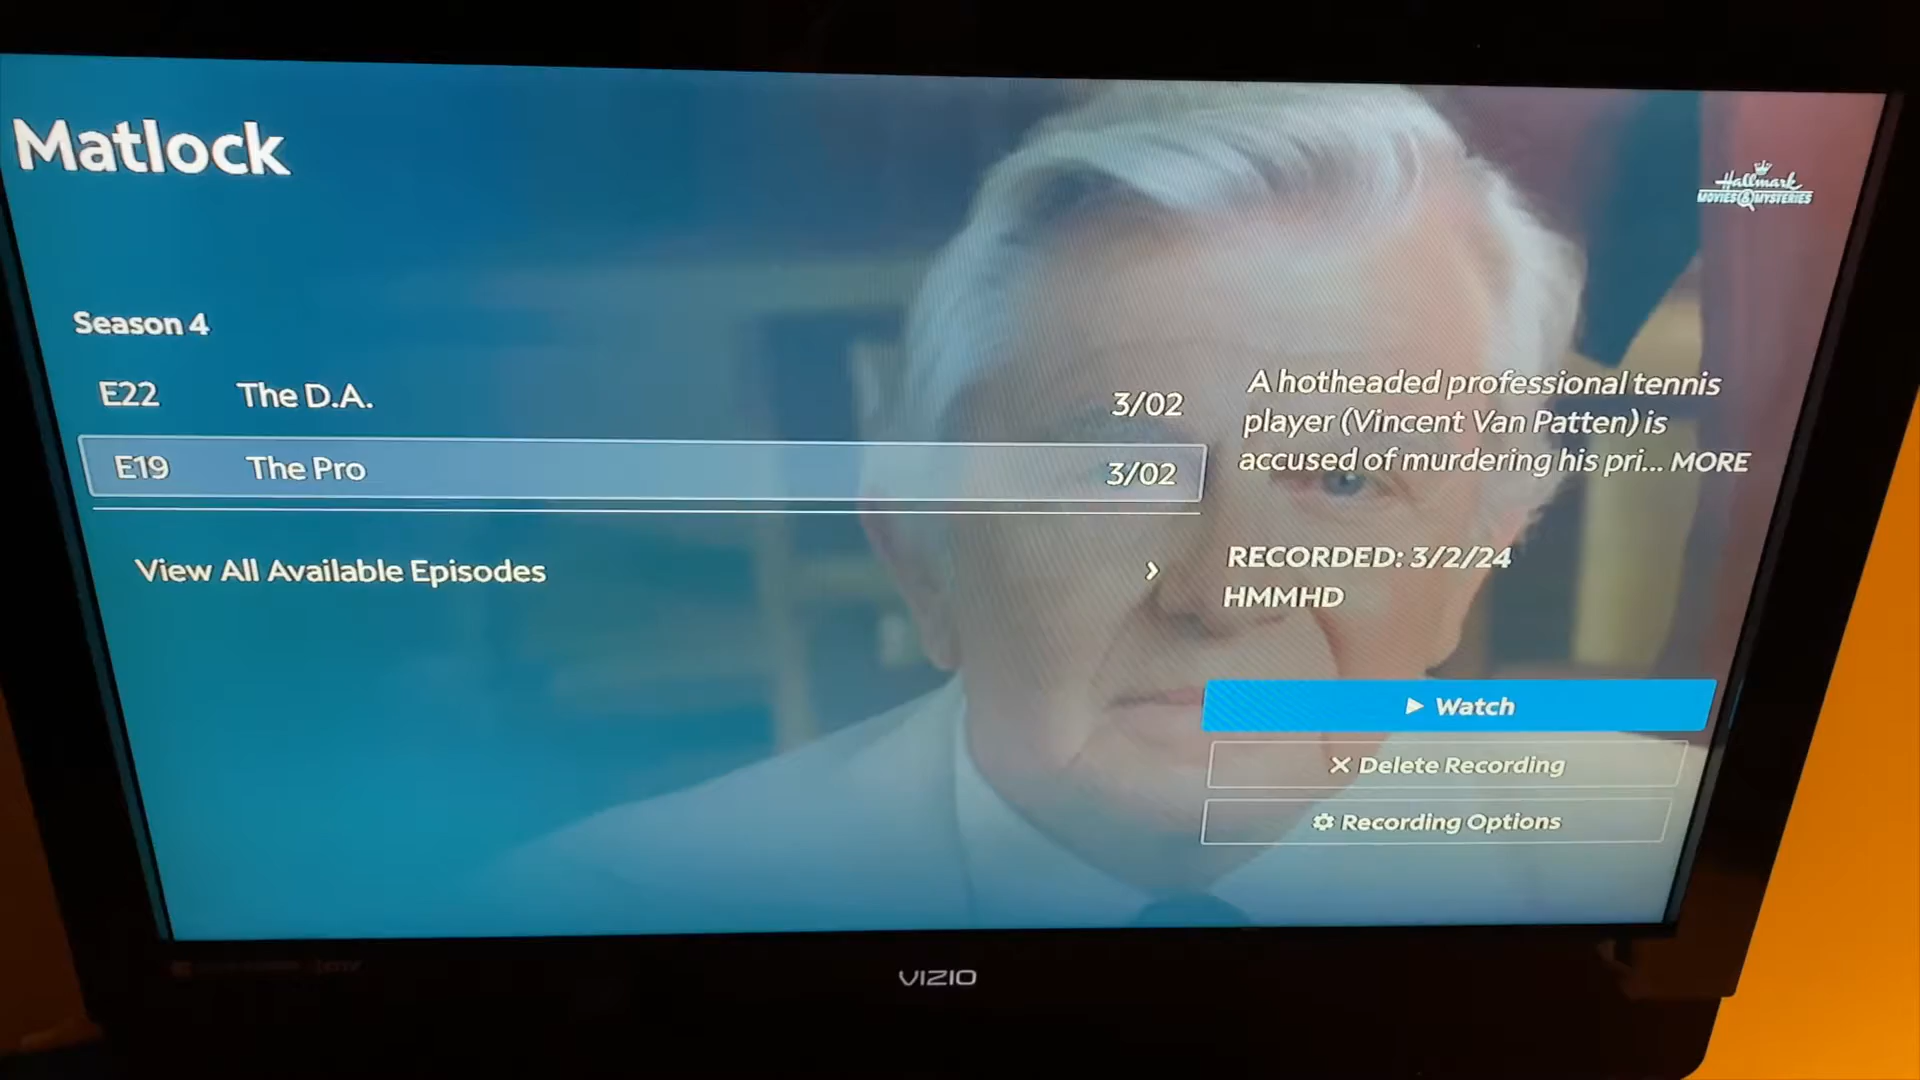 Matlock
Hallmark
MOVIES & MYSTERIES
Season 4
E22 The D.A. 3/02
E19 The Pro 3/02
View All Available Episodes >
A hotheaded professional tennis
player (Vincent Van Patten) is
accused of murdering his pri... MORE
RECORDED: 3/2/24
HMMHD
Watch
Delete Recording
Recording Options
VIZIO